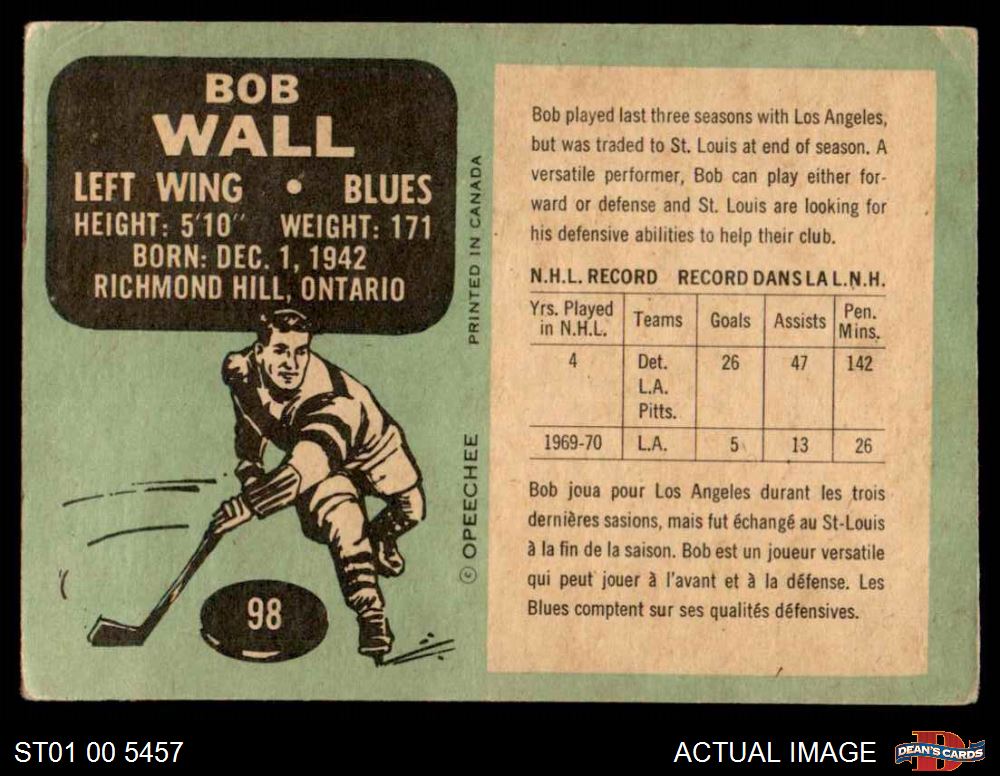 BOB
WALL
LEFT WING • BLUES
HEIGHT: 5'10" WEIGHT: 171
BORN: DEC. 1, 1942
RICHMOND HILL, ONTARIO
98
© OPEECHEE PRINTED IN CANADA
Bob played last three seasons with Los Angeles,
but was traded to St. Louis at end of season. A
versatile performer, Bob can play either for-
ward or defense and St. Louis are looking for
his defensive abilities to help their club.
N.H.L. RECORD RECORD DANS LA L.N.H.
Yrs. Played in N.H.L. Teams Goals Assists Pen. Mins.
4 Det. 26 47 142
L.A.
Pitts.
1969-70 L.A. 5 13 26
Bob joua pour Los Angeles durant les trois
dernières sasions, mais fut échangé au St-Louis
à la fin de la saison. Bob est un joueur versatile
qui peut jouer à l'avant et à la défense. Les
Blues comptent sur ses qualités défensives.
ST01 00 5457
ACTUAL IMAGE
DEAN'S CARDS